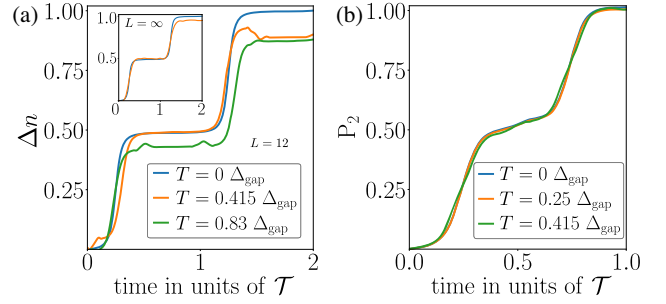 (a)
1.00
0.75
0.50
0.25
Δn
L = ∞
1.0
0.5
0 1 2
L = 12
T = 0 Δgap
T = 0.415 Δgap
T = 0.83 Δgap
0 1 2
time in units of 𝒯
(b)
1.00
0.75
0.50
0.25
P₂
T = 0 Δgap
T = 0.25 Δgap
T = 0.415 Δgap
0.0 0.5 1.0
time in units of 𝒯